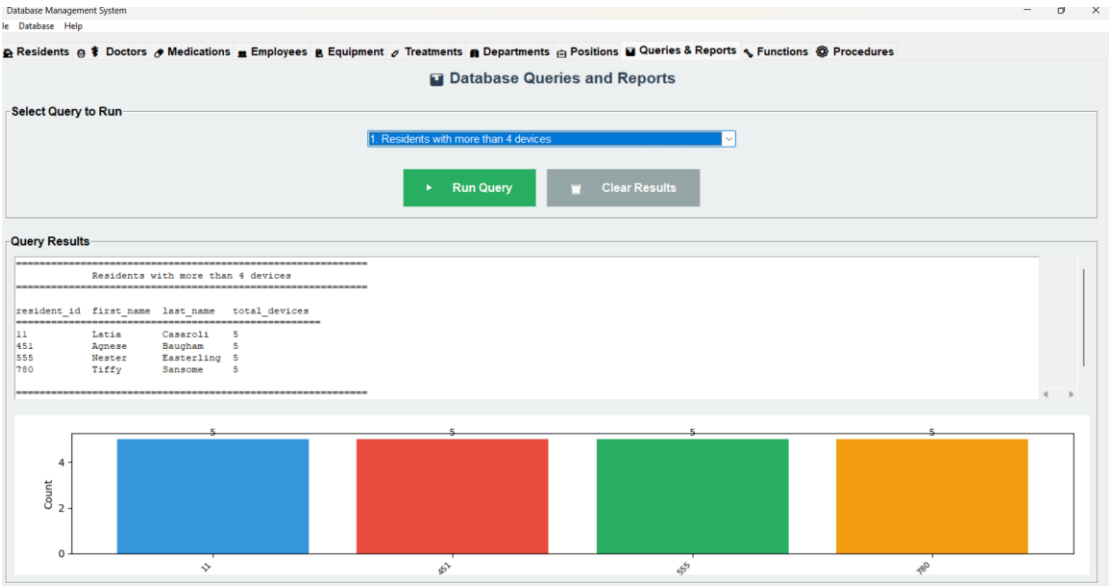 Database Management System
le Database Help
Residents Doctors Medications Employees Equipment Treatments Departments Positions Queries & Reports Functions Procedures
Database Queries and Reports
Select Query to Run
1. Residents with more than 4 devices
Run Query Clear Results
Query Results
============================================================
Residents with more than 4 devices
============================================================
resident_id first_name last_name total_devices
====================================================
11 Latia Casaroli 5
451 Agnese Baugham 5
555 Nester Easterling 5
780 Tiffy Sansome 5
============================================================
5 5 5 5
4
Count
2
0
11 451 555 780